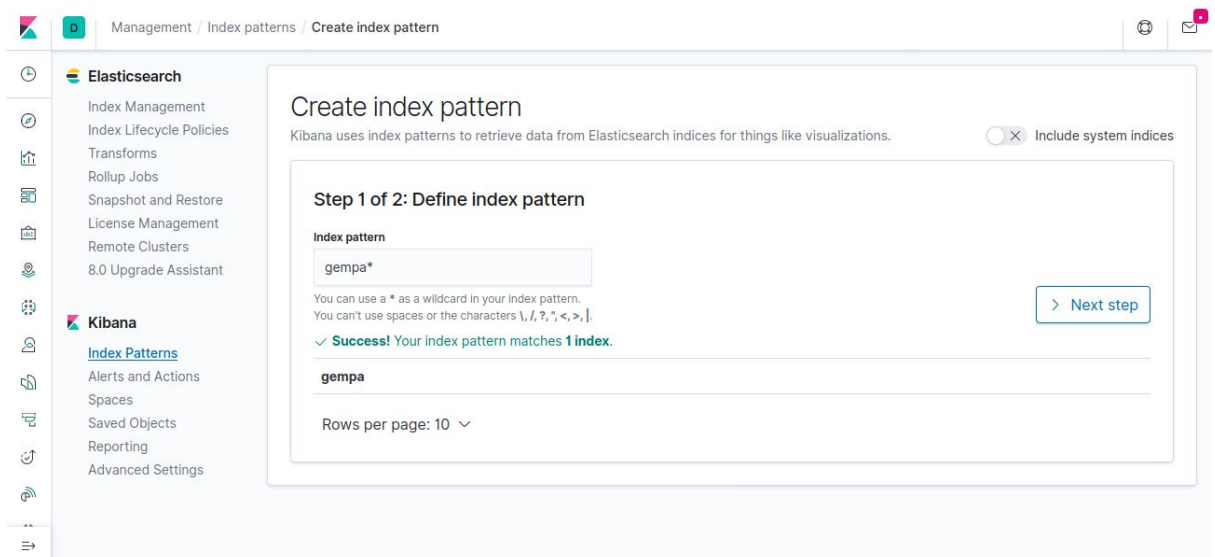 D
Management / Index patterns / Create index pattern
Elasticsearch
Index Management
Index Lifecycle Policies
Transforms
Rollup Jobs
Snapshot and Restore
License Management
Remote Clusters
8.0 Upgrade Assistant
Kibana
Index Patterns
Alerts and Actions
Spaces
Saved Objects
Reporting
Advanced Settings
Create index pattern
Kibana uses index patterns to retrieve data from Elasticsearch indices for things like visualizations.
Include system indices
Step 1 of 2: Define index pattern
Index pattern
gempa*
You can use a * as a wildcard in your index pattern.
You can't use spaces or the characters \, /, ?, ", <, >, |.
Next step
Success! Your index pattern matches 1 index.
gempa
Rows per page: 10